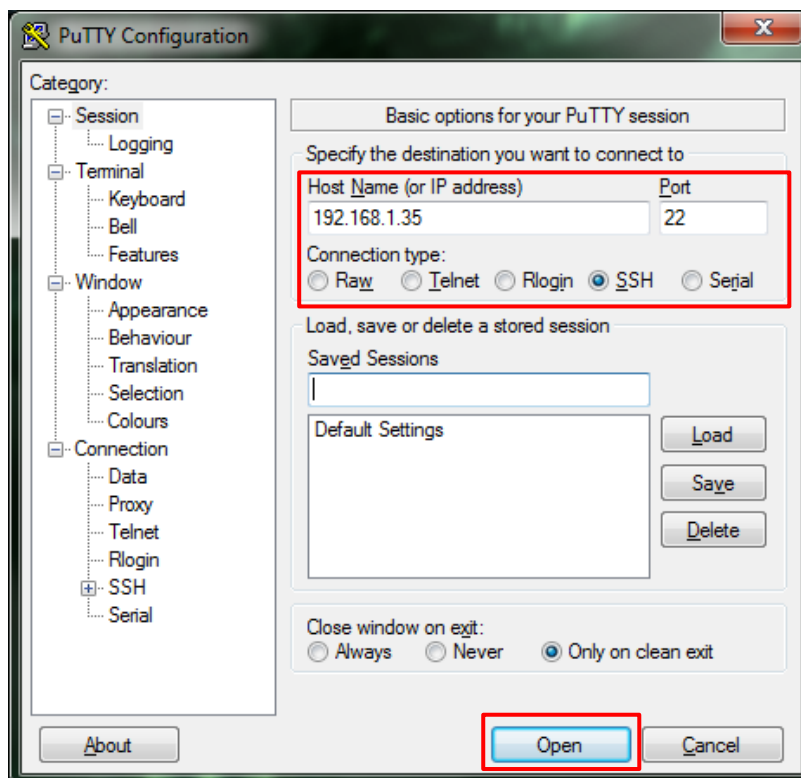 PuTTY Configuration
Category:
Session
Logging
Terminal
Keyboard
Bell
Features
Window
Appearance
Behaviour
Translation
Selection
Colours
Connection
Data
Proxy
Telnet
Rlogin
SSH
Serial
Basic options for your PuTTY session
Specify the destination you want to connect to
Host Name (or IP address) Port
192.168.1.35 22
Connection type:
Raw Telnet Rlogin SSH Serial
Load, save or delete a stored session
Saved Sessions
Default Settings
Load
Save
Delete
Close window on exit:
Always Never Only on clean exit
About Open Cancel